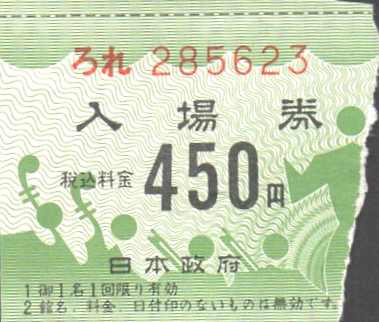 ろれ 285623
入場券
税込料金 450円
日本政府
1 御1名1回限り有効
2 館名、料金、日付印のないものは無効です。